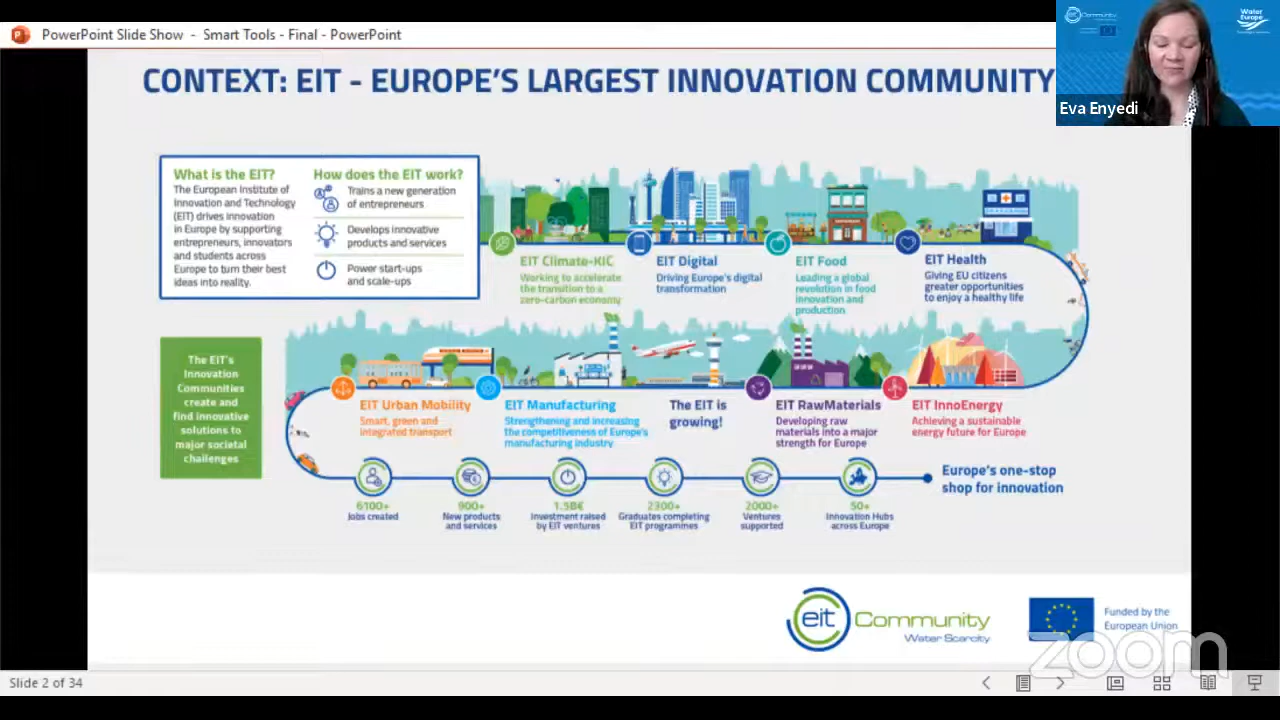 PowerPoint Slide Show - Smart Tools - Final - PowerPoint
eit Community
Water Europe
Eva Enyedi
CONTEXT: EIT - EUROPE'S LARGEST INNOVATION COMMUNITY
What is the EIT?
The European Institute of
Innovation and Technology
(EIT) drives innovation
in Europe by supporting
entrepreneurs, innovators
and students across
Europe to turn their best
ideas into reality.
How does the EIT work?
Trains a new generation
of entrepreneurs
Develops innovative
products and services
Power start-ups
and scale-ups
EIT Climate-KIC
Working to accelerate
the transition to a
zero-carbon economy
EIT Digital
Driving Europe's digital
transformation
EIT Food
Leading a global
revolution in food
innovation and
production
EIT Health
Giving EU citizens
greater opportunities
to enjoy a healthy life
The EIT's
Innovation
Communities
create and
find innovative
solutions to
major societal
challenges
EIT Urban Mobility
Smart, green and
integrated transport
EIT Manufacturing
Strengthening and increasing
the competitiveness of Europe's
manufacturing industry
The EIT is
growing!
EIT RawMaterials
Developing raw
materials into a major
strength for Europe
EIT InnoEnergy
Achieving a sustainable
energy future for Europe
6100+
Jobs created
900+
New products
and services
1.5B€
Investment raised
by EIT ventures
2300+
Graduates completing
EIT programmes
2000+
Ventures
supported
50+
Innovation Hubs
across Europe
Europe's one-stop
shop for innovation
eit Community
Water Scarcity
Funded by the
European Union
zoom
Slide 2 of 34